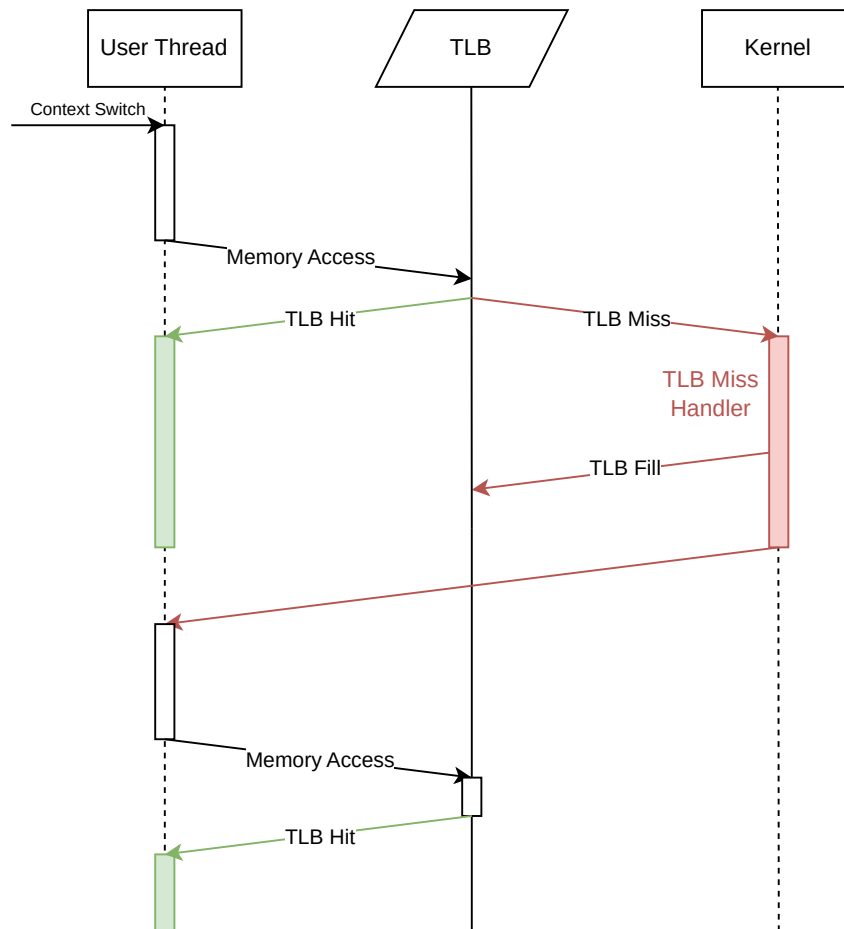 User Thread
TLB
Kernel
Context Switch
Memory Access
TLB Hit
TLB Miss
TLB Miss
Handler
TLB Fill
Memory Access
TLB Hit